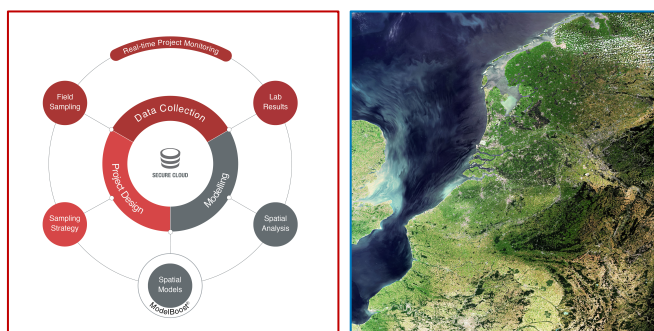 Real-time Project Monitoring
Field
Sampling
Lab
Results
Data Collection
SECURE CLOUD
Project Design
Modelling
Sampling
Strategy
Spatial
Analysis
Spatial
Models
ModelBoost®